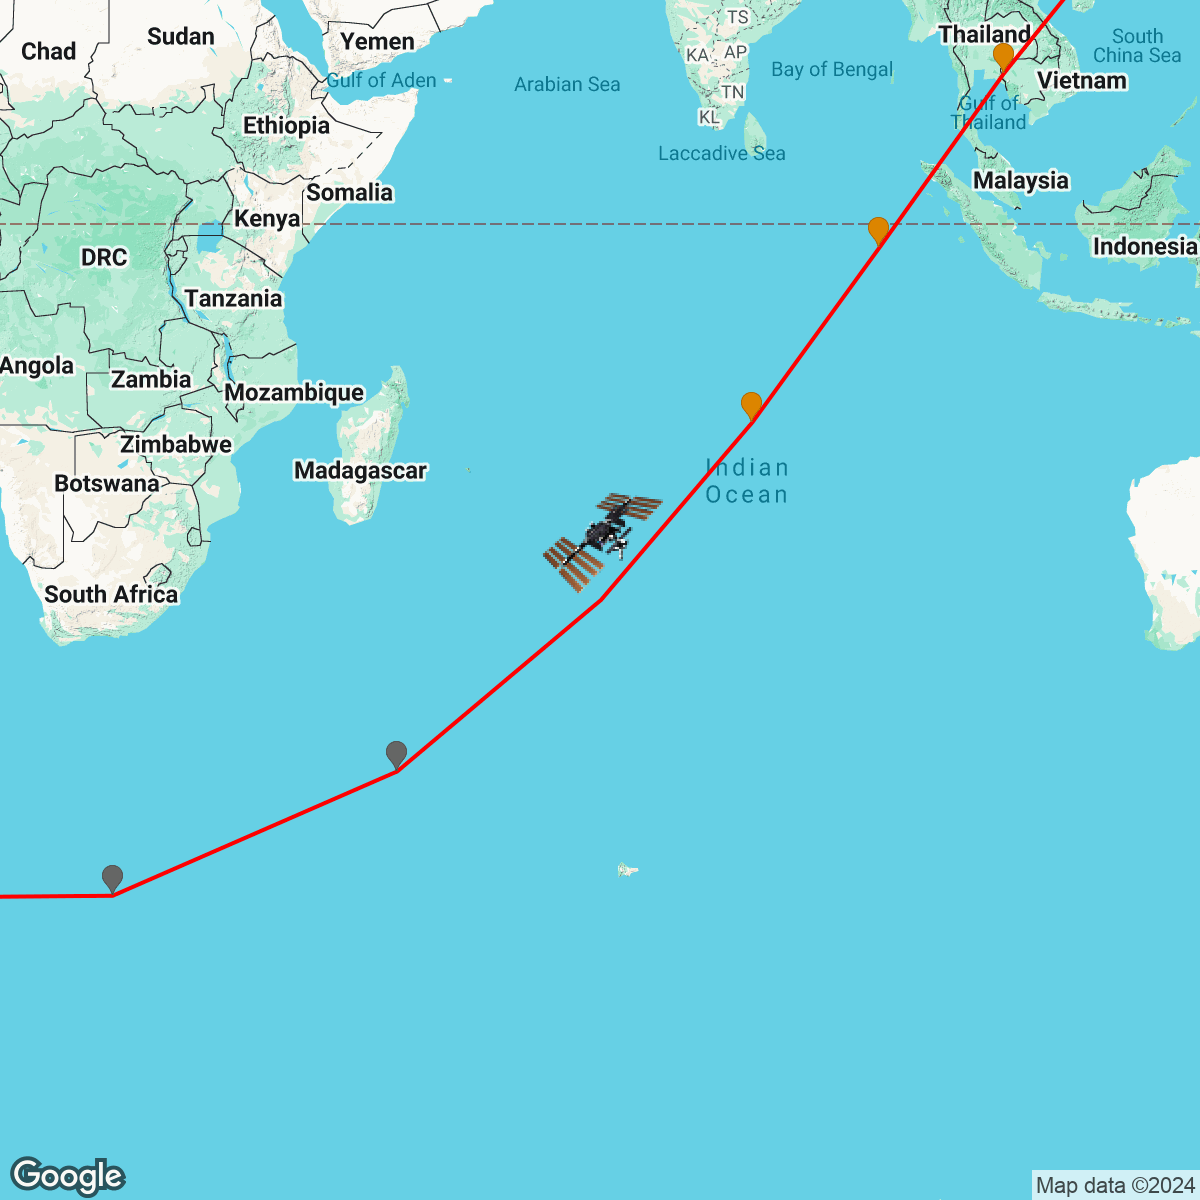 Chad
Sudan
Yemen
TS
Thailand
South
China Sea
KA
AP
Bay of Bengal
Vietnam
Gulf of Aden
Arabian Sea
TN
Gulf of
Thailand
Ethiopia
KL
Laccadive Sea
Malaysia
Somalia
Kenya
DRC
Indonesia
Tanzania
Angola
Zambia
Mozambique
Zimbabwe
Madagascar
Botswana
Indian
Ocean
South Africa
Google
Map data ©2024